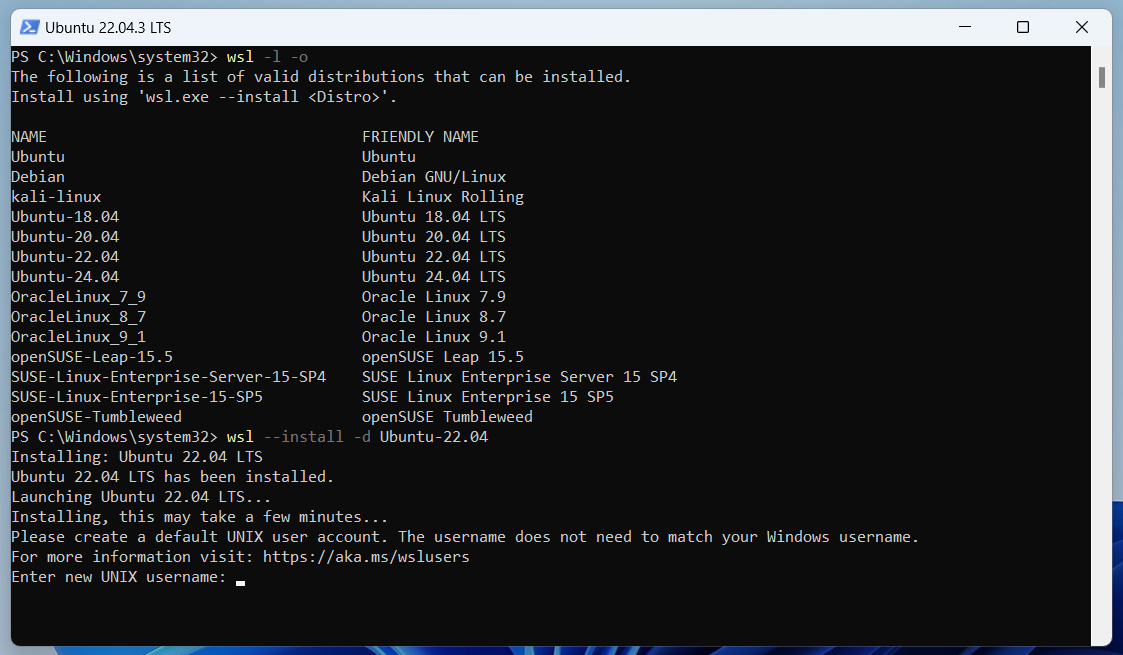 Ubuntu 22.04.3 LTS
PS C:\Windows\system32> wsl -l -o
The following is a list of valid distributions that can be installed.
Install using 'wsl.exe --install <Distro>'.
NAME                                   FRIENDLY NAME
Ubuntu                                 Ubuntu
Debian                                 Debian GNU/Linux
kali-linux                             Kali Linux Rolling
Ubuntu-18.04                           Ubuntu 18.04 LTS
Ubuntu-20.04                           Ubuntu 20.04 LTS
Ubuntu-22.04                           Ubuntu 22.04 LTS
Ubuntu-24.04                           Ubuntu 24.04 LTS
OracleLinux_7_9                        Oracle Linux 7.9
OracleLinux_8_7                        Oracle Linux 8.7
OracleLinux_9_1                        Oracle Linux 9.1
openSUSE-Leap-15.5                     openSUSE Leap 15.5
SUSE-Linux-Enterprise-Server-15-SP4    SUSE Linux Enterprise Server 15 SP4
SUSE-Linux-Enterprise-15-SP5           SUSE Linux Enterprise 15 SP5
openSUSE-Tumbleweed                    openSUSE Tumbleweed
PS C:\Windows\system32> wsl --install -d Ubuntu-22.04
Installing: Ubuntu 22.04 LTS
Ubuntu 22.04 LTS has been installed.
Launching Ubuntu 22.04 LTS...
Installing, this may take a few minutes...
Please create a default UNIX user account. The username does not need to match your Windows username.
For more information visit: https://aka.ms/wslusers
Enter new UNIX username: